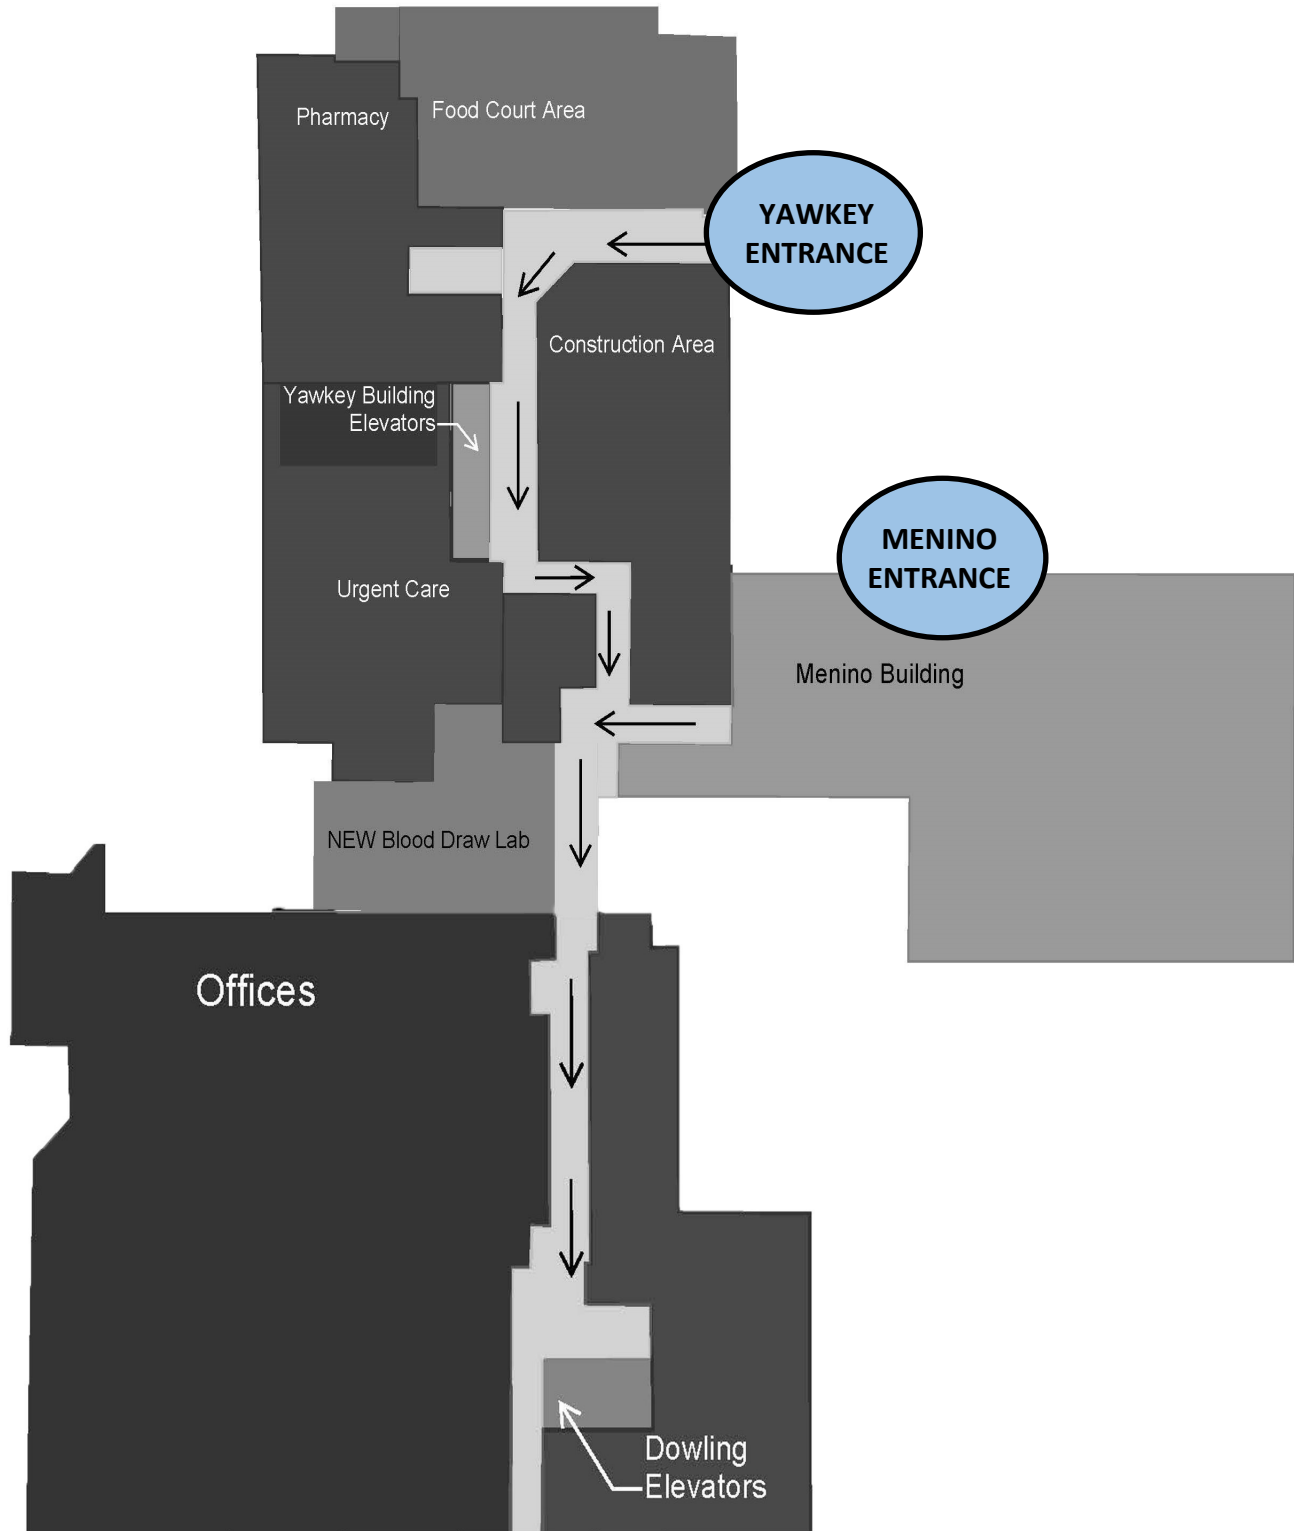 Pharmacy
Food Court Area
YAWKEY
ENTRANCE
Construction Area
Yawkey Building
Elevators
MENINO
ENTRANCE
Urgent Care
Menino Building
NEW Blood Draw Lab
Offices
Dowling
Elevators